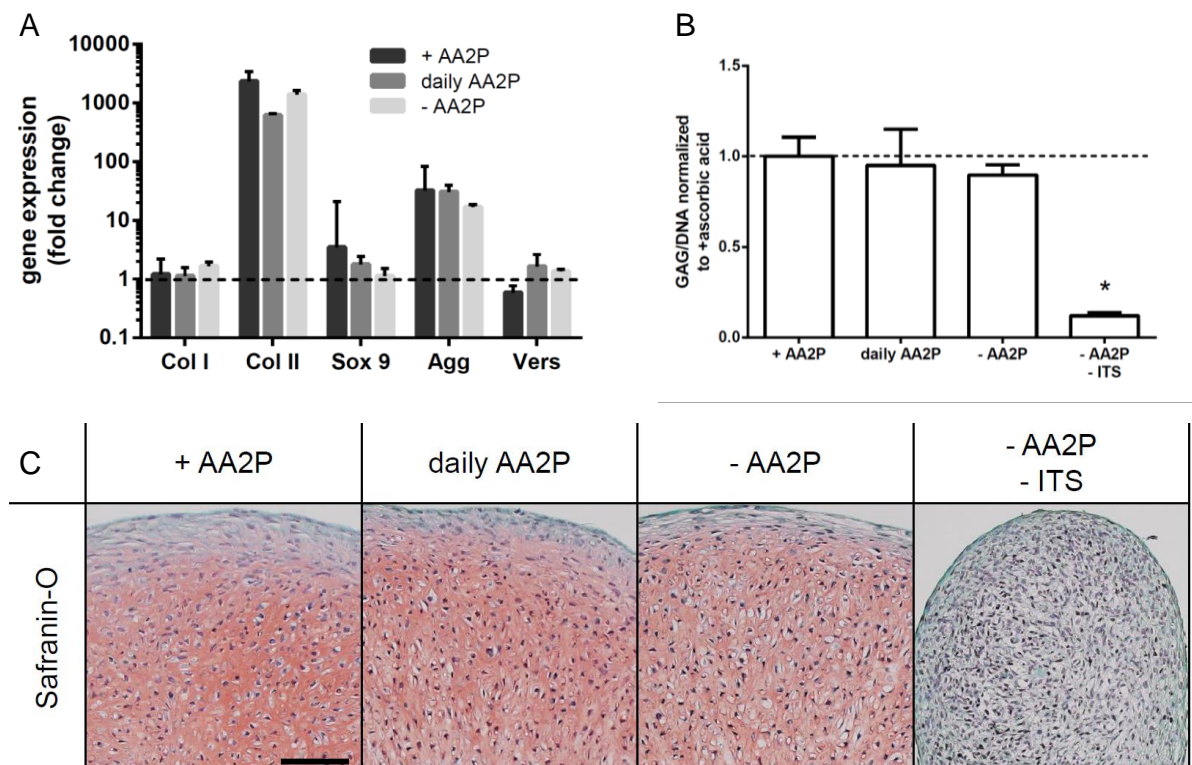 A
10000
1000
100
10
1
0.1
gene expression
(fold change)
+ AA2P
daily AA2P
- AA2P
Col I
Col II
Sox 9
Agg
Vers
B
1.5
1.0
0.5
0.0
GAG/DNA normalized
to +ascorbic acid
*
+ AA2P
daily AA2P
- AA2P
- AA2P
- ITS
C
+ AA2P
daily AA2P
- AA2P
- AA2P
- ITS
Safranin-O